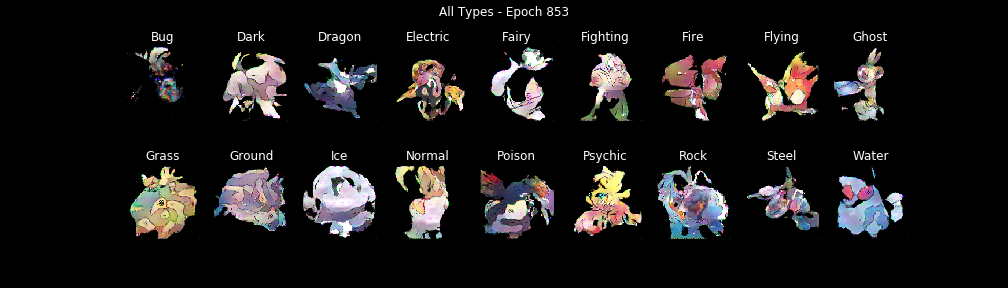 All Types - Epoch 853
Bug Dark Dragon Electric Fairy Fighting Fire Flying Ghost
Grass Ground Ice Normal Poison Psychic Rock Steel Water